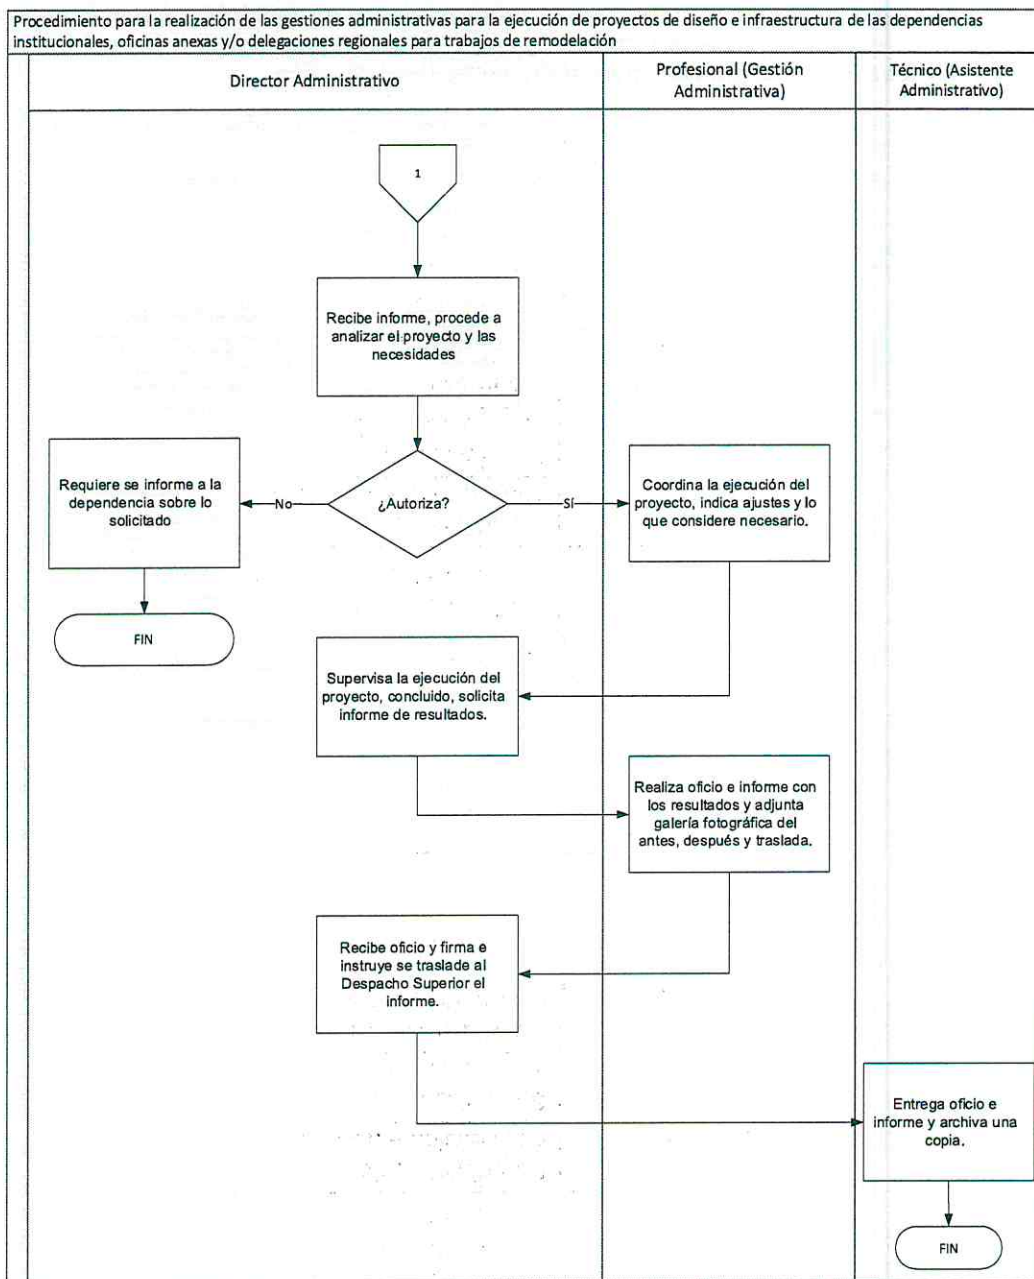 Procedimiento para la realización de las gestiones administrativas para la ejecución de proyectos de diseño e infraestructura de las dependencias
institucionales, oficinas anexas y/o delegaciones regionales para trabajos de remodelación
Director Administrativo
Profesional (Gestión
Administrativa)
Técnico (Asistente
Administrativo)
1
Recibe informe, procede a
analizar el proyecto y las
necesidades
¿Autoriza?
No
Sí
Requiere se informe a la
dependencia sobre lo
solicitado
FIN
Coordina la ejecución del
proyecto, indica ajustes y lo
que considere necesario.
Supervisa la ejecución del
proyecto, concluido, solicita
informe de resultados.
Realiza oficio e informe con
los resultados y adjunta
galería fotográfica del
antes, después y traslada.
Recibe oficio y firma e
instruye se traslade al
Despacho Superior el
informe.
Entrega oficio e
informe y archiva una
copia.
FIN